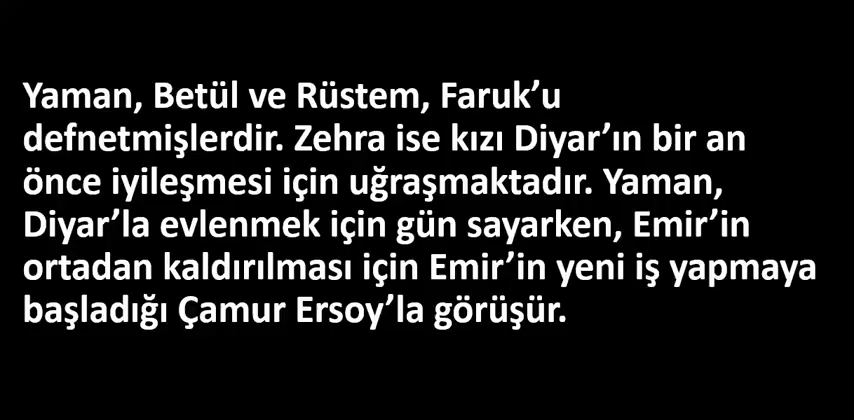 Yaman, Betül ve Rüstem, Faruk’u
defnetmişlerdir. Zehra ise kızı Diyar’ın bir an
önce iyileşmesi için uğraşmaktadır. Yaman,
Diyar’la evlenmek için gün sayarken, Emir’in
ortadan kaldırılması için Emir’in yeni iş yapmaya
başladığı Çamur Ersoy’la görüşür.